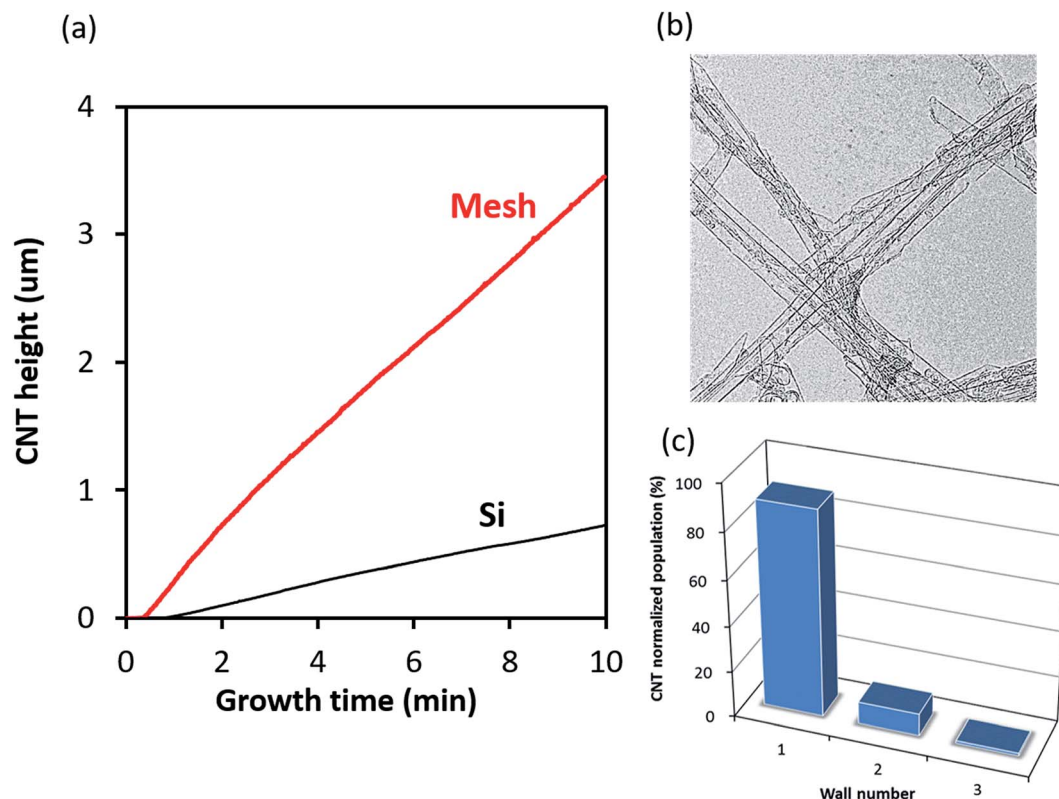 (a)
4
3
2
1
0
CNT height (um)
Mesh
Si
0 2 4 6 8 10
Growth time (min)
(b)
(c)
100
80
60
40
20
0
CNT normalized population (%)
1
2
3
Wall number